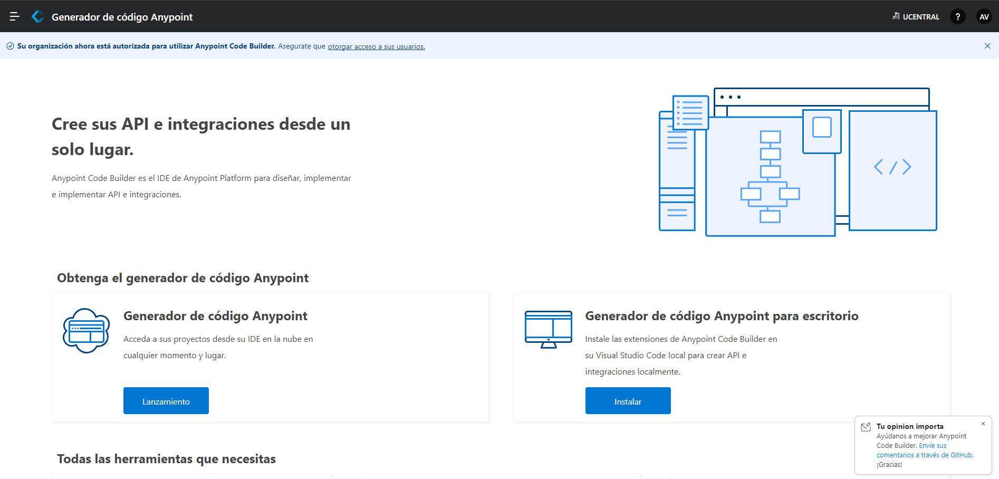 Generador de código Anypoint
UCENTRAL
?
AV
Su organización ahora está autorizada para utilizar Anypoint Code Builder. Asegurate que otorgar acceso a sus usuarios.
Cree sus API e integraciones desde un
solo lugar.
Anypoint Code Builder es el IDE de Anypoint Platform para diseñar, implementar
e implementar API e integraciones.
</>
Obtenga el generador de código Anypoint
Generador de código Anypoint
Acceda a sus proyectos desde su IDE en la nube en
cualquier momento y lugar.
Lanzamiento
Generador de código Anypoint para escritorio
Instale las extensiones de Anypoint Code Builder en
su Visual Studio Code local para crear API e
integraciones localmente.
Instalar
Tu opinion importa
Ayúdanos a mejorar Anypoint
Code Builder. Envíe sus
comentarios a través de GitHub.
¡Gracias!
Todas las herramientas que necesitas